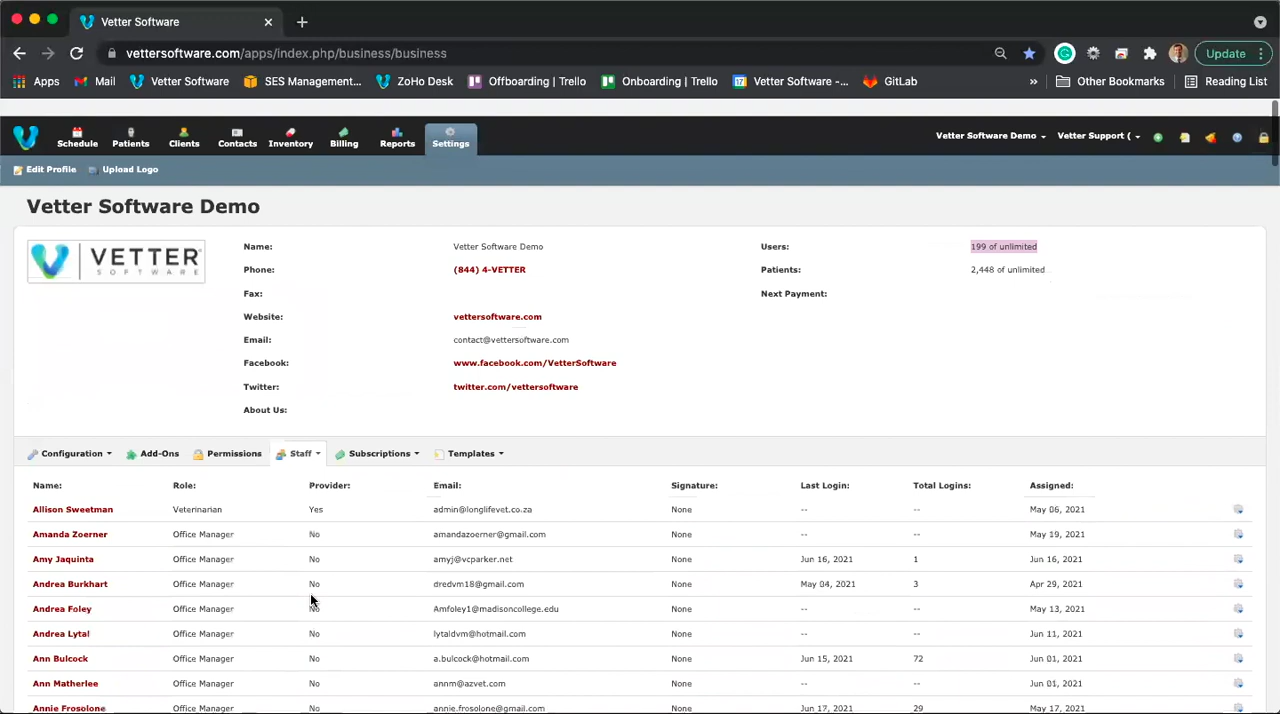 Vetter Software
vettersoftware.com/apps/index.php/business/business
Update
Apps Mail Vetter Software SES Management... ZoHo Desk Offboarding | Trello Onboarding | Trello Vetter Software -... GitLab » Other Bookmarks Reading List
Schedule Patients Clients Contacts Inventory Billing Reports Settings Vetter Software Demo Vetter Support (
Edit Profile Upload Logo
Vetter Software Demo
VETTER
SOFTWARE
Name: Vetter Software Demo Users: 199 of unlimited
Phone: (844) 4-VETTER Patients: 2,448 of unlimited
Fax: Next Payment:
Website: vettersoftware.com
Email: contact@vettersoftware.com
Facebook: www.facebook.com/VetterSoftware
Twitter: twitter.com/vettersoftware
About Us:
Configuration Add-Ons Permissions Staff Subscriptions Templates
Name: Role: Provider: Email: Signature: Last Login: Total Logins: Assigned:
Allison Sweetman Veterinarian Yes admin@longlifevet.co.za None -- -- May 06, 2021
Amanda Zoerner Office Manager No amandazoerner@gmail.com None -- -- May 19, 2021
Amy Jaquinta Office Manager No amyj@vcparker.net None Jun 16, 2021 1 Jun 16, 2021
Andrea Burkhart Office Manager No dredvm18@gmail.com None May 04, 2021 3 Apr 29, 2021
Andrea Foley Office Manager No Amfoley1@madisoncollege.edu None -- -- May 13, 2021
Andrea Lytal Office Manager No lytaldvm@hotmail.com None -- -- Jun 11, 2021
Ann Bulcock Office Manager No a.bulcock@hotmail.com None Jun 15, 2021 72 Jun 01, 2021
Ann Matherlee Office Manager No annm@azvet.com None -- -- Jun 01, 2021
Annie Frosolone Office Manager No annie.frosolone@gmail.com None Jun 17, 2021 29 May 17, 2021